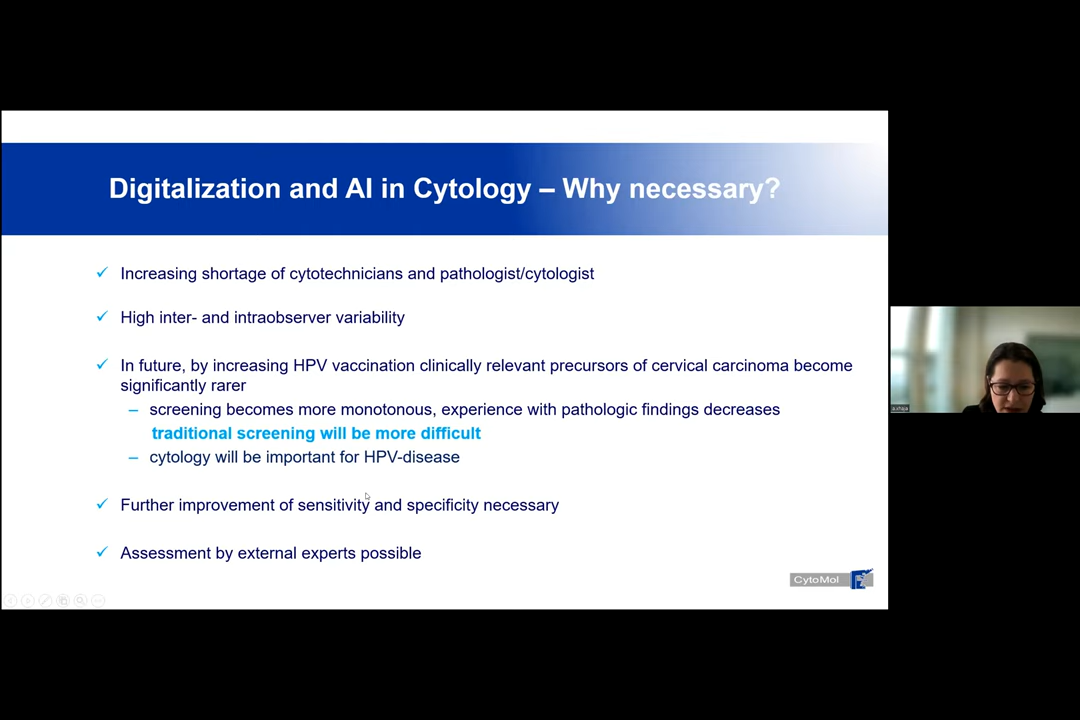 Digitalization and AI in Cytology – Why necessary?
✓ Increasing shortage of cytotechnicians and pathologist/cytologist
✓ High inter- and intraobserver variability
✓ In future, by increasing HPV vaccination clinically relevant precursors of cervical carcinoma become
significantly rarer
– screening becomes more monotonous, experience with pathologic findings decreases
traditional screening will be more difficult
– cytology will be important for HPV-disease
✓ Further improvement of sensitivity and specificity necessary
✓ Assessment by external experts possible
CytoMol